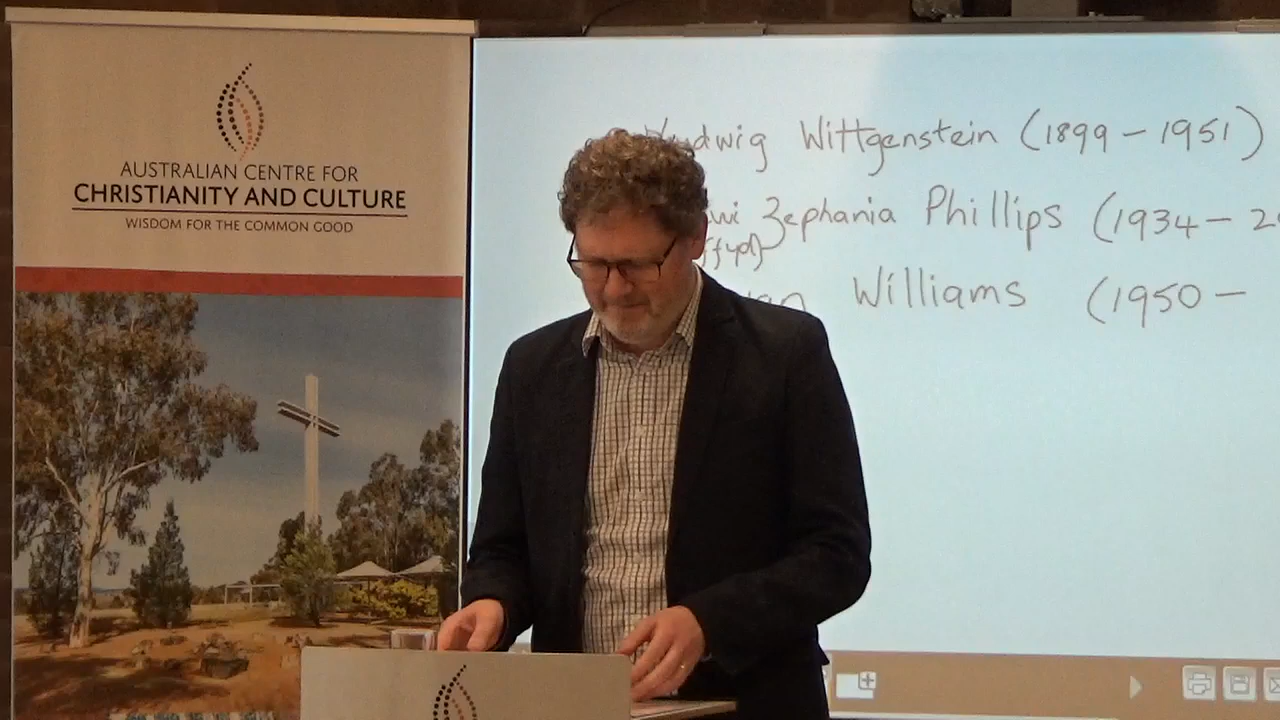 AUSTRALIAN CENTRE FOR
CHRISTIANITY AND CULTURE
WISDOM FOR THE COMMON GOOD
Wittgenstein (1899 – 1951)
Zephania Phillips (1934 –
Williams (1950 –